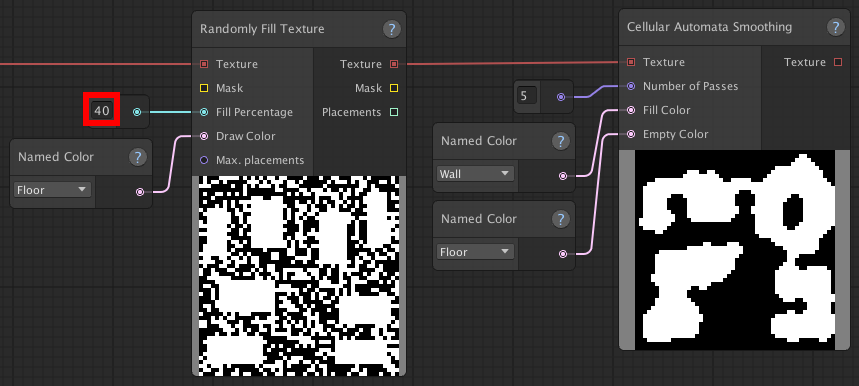 Randomly Fill Texture ?
Texture Texture
Mask Mask
40
Fill Percentage Placements
Draw Color
Max. placements
Named Color ?
Floor
Cellular Automata Smoothing ?
Texture Texture
5
Number of Passes
Fill Color
Empty Color
Named Color ?
Wall
Named Color ?
Floor